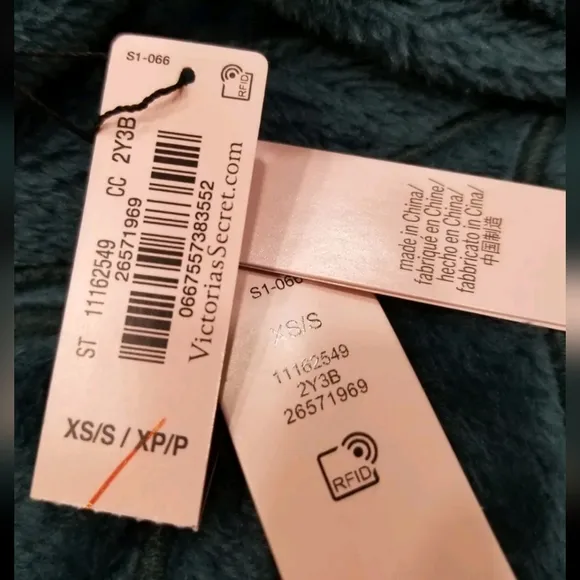 S1-066
RFID
ST 11162549 CC 2Y3B
26571969
0667557383552
VictoriasSecret.com
XS/S / XP/P
made in China/
fabriqué en Chine/
hecho en China/
fabbricato in Cina/
中国制造
S1-066
XS/S
11162549
2Y3B
26571969
RFID